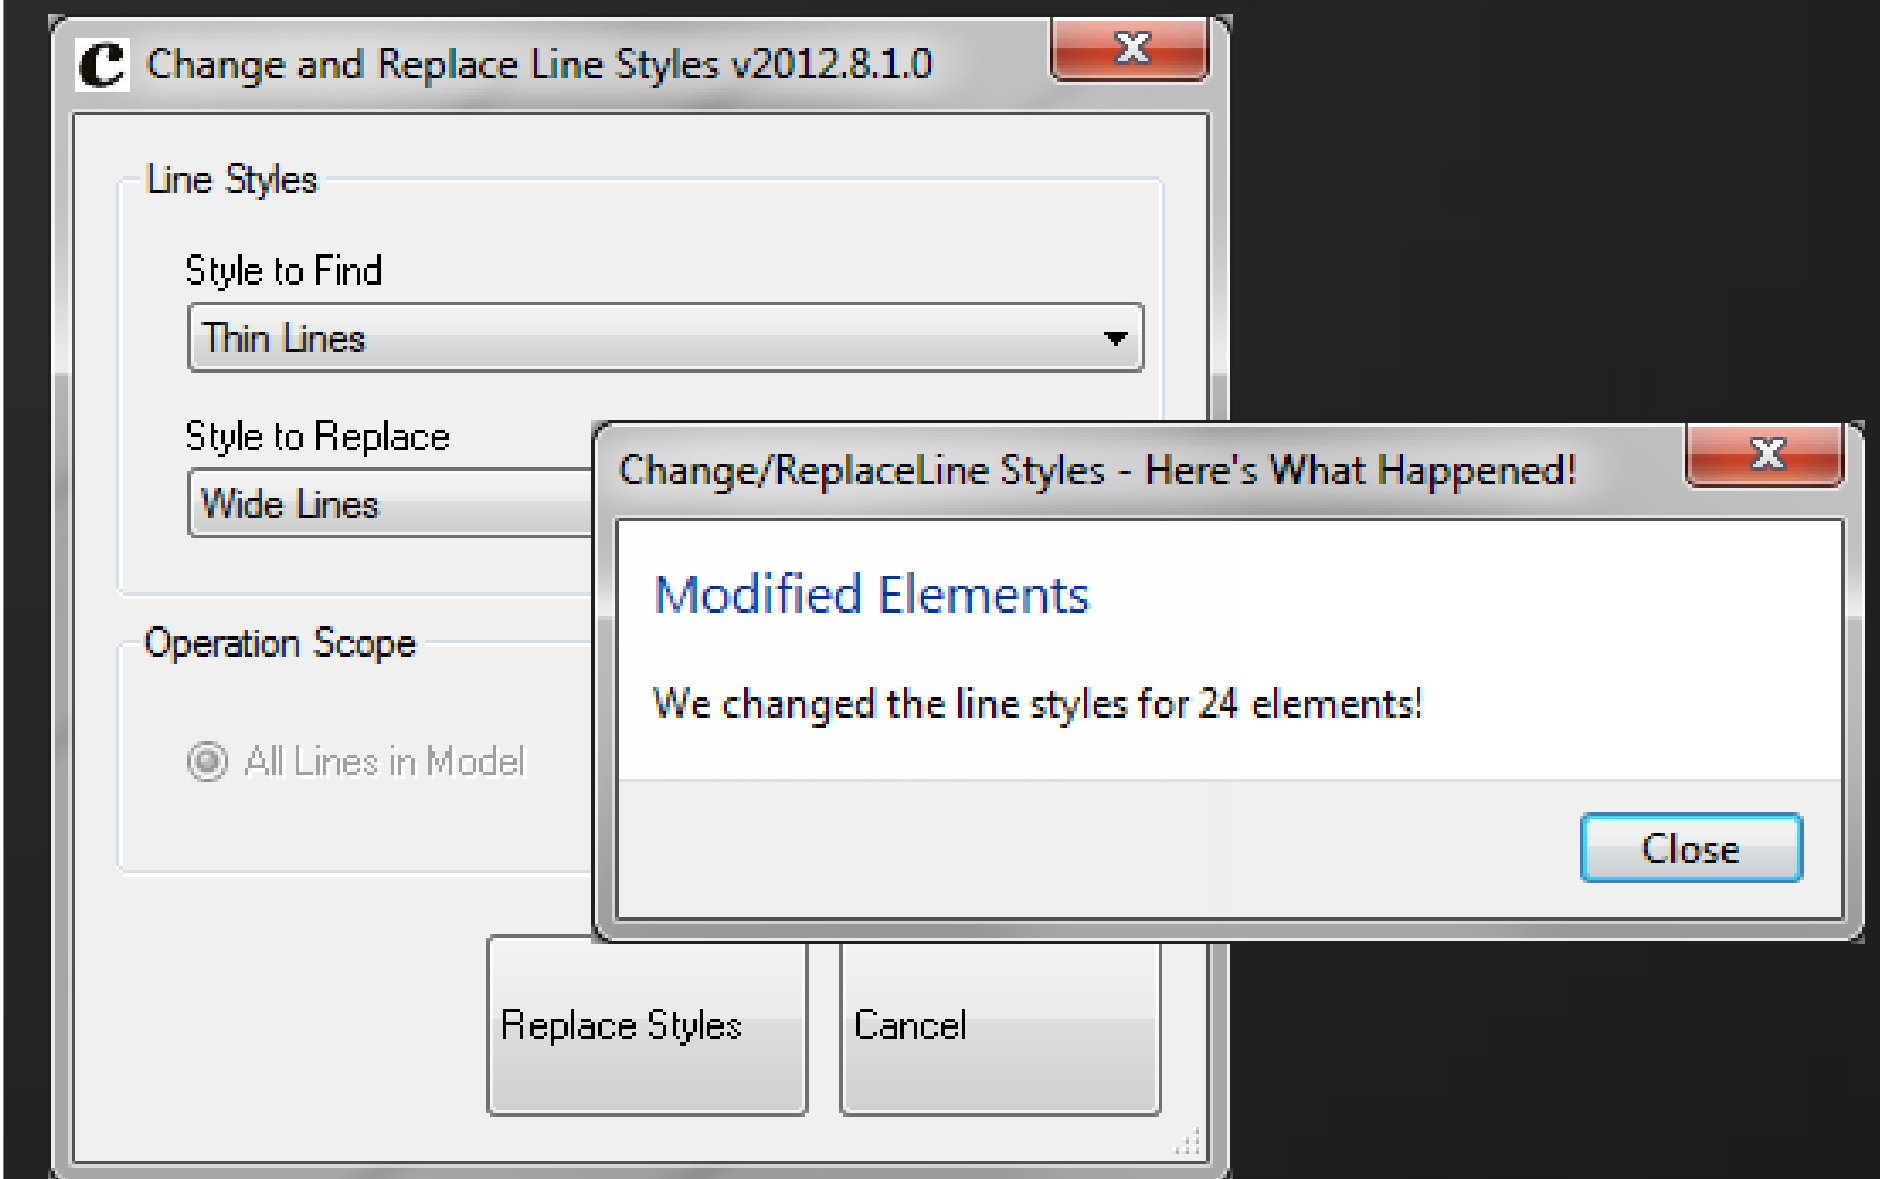 Change and Replace Line Styles v2012.8.1.0
Line Styles
Style to Find
Thin Lines
Style to Replace
Wide Lines
Operation Scope
All Lines in Model
Replace Styles
Cancel
Change/ReplaceLine Styles - Here's What Happened!
Modified Elements
We changed the line styles for 24 elements!
Close